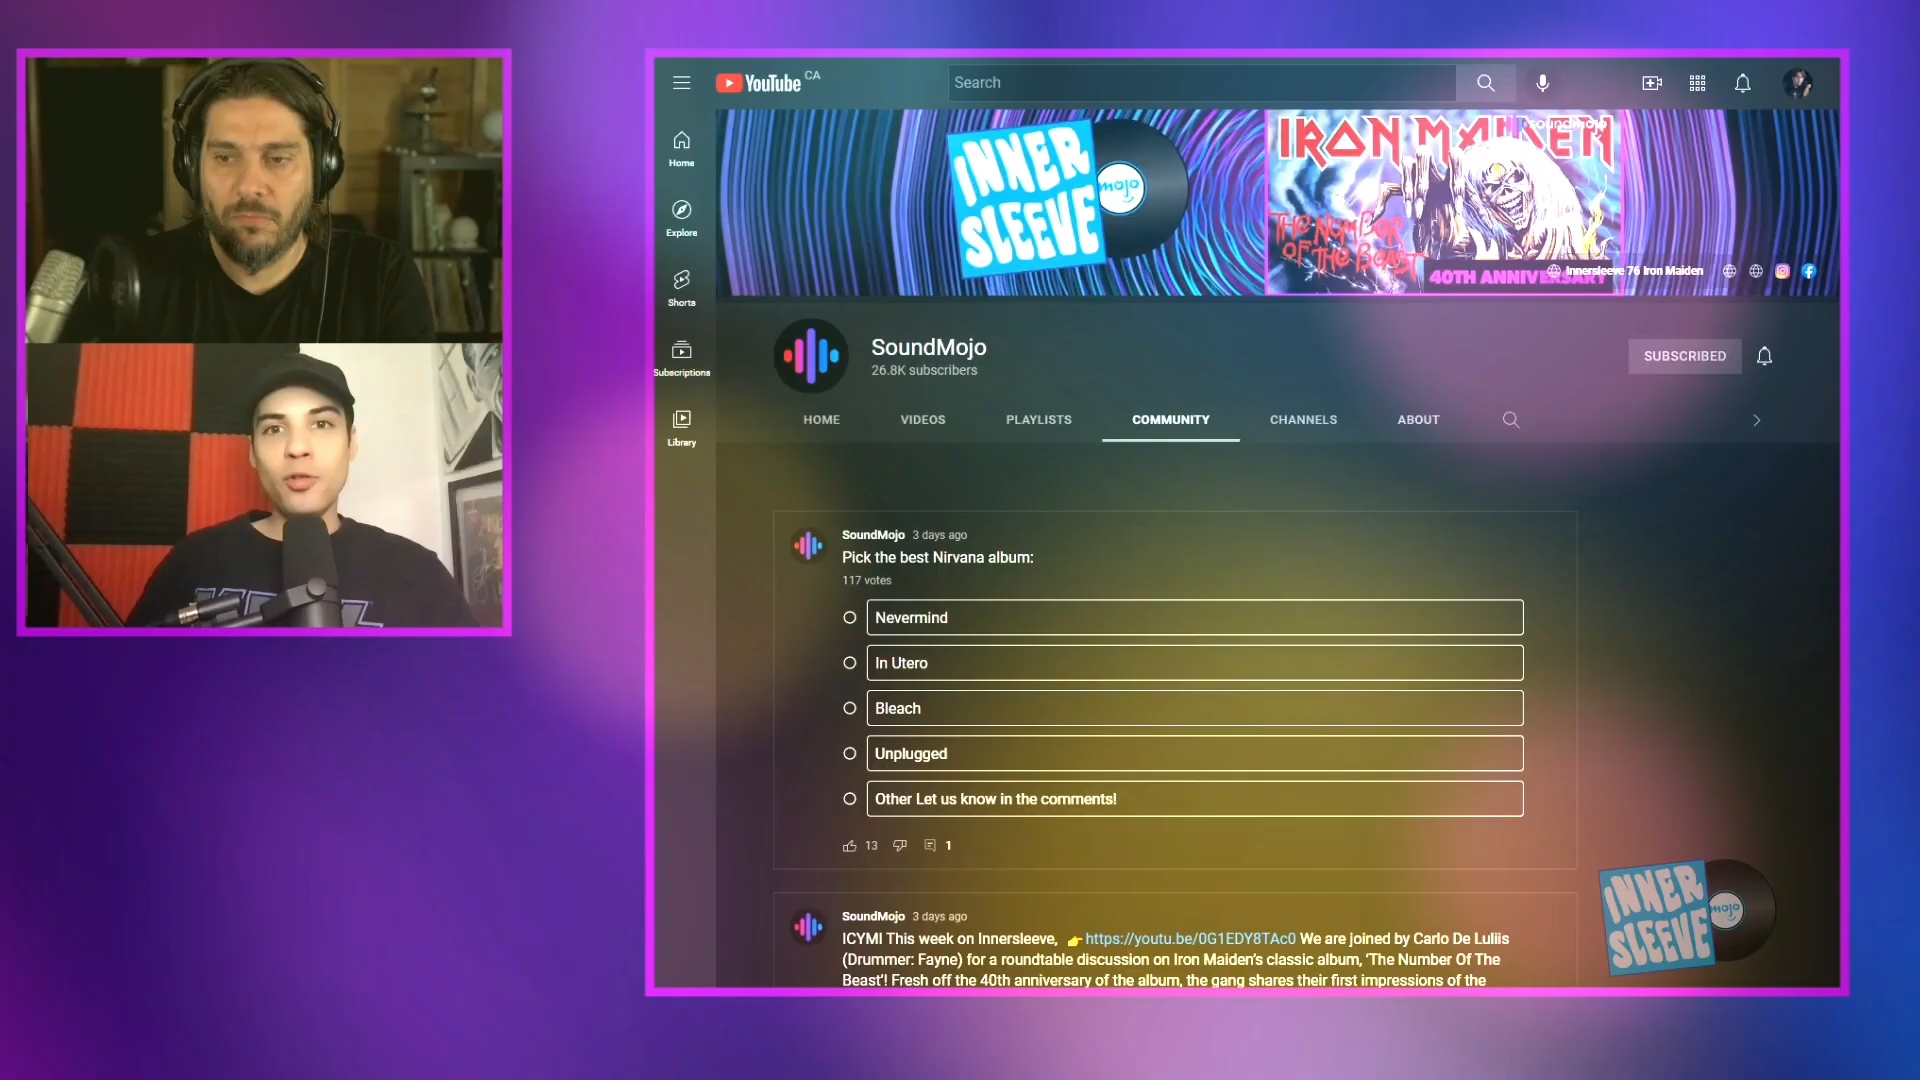 YouTube CA
Search
Home
Explore
Shorts
Subscriptions
Library
INNER
SLEEVE
mojo
IRON MAIDEN
soundmojo
THE NUMBER
OF THE BEAST
40TH ANNIVERSARY
Innersleeve 76 Iron Maiden
SoundMojo
26.8K subscribers
SUBSCRIBED
HOME VIDEOS PLAYLISTS COMMUNITY CHANNELS ABOUT
SoundMojo 3 days ago
Pick the best Nirvana album:
117 votes
Nevermind
In Utero
Bleach
Unplugged
Other Let us know in the comments!
13 1
SoundMojo 3 days ago
ICYMI This week on Innersleeve, 👉https://youtu.be/0G1EDY8TAc0 We are joined by Carlo De Luliis
(Drummer: Fayne) for a roundtable discussion on Iron Maiden's classic album, 'The Number Of The
Beast'! Fresh off the 40th anniversary of the album, the gang shares their first impressions of the
INNER
SLEEVE
mojo